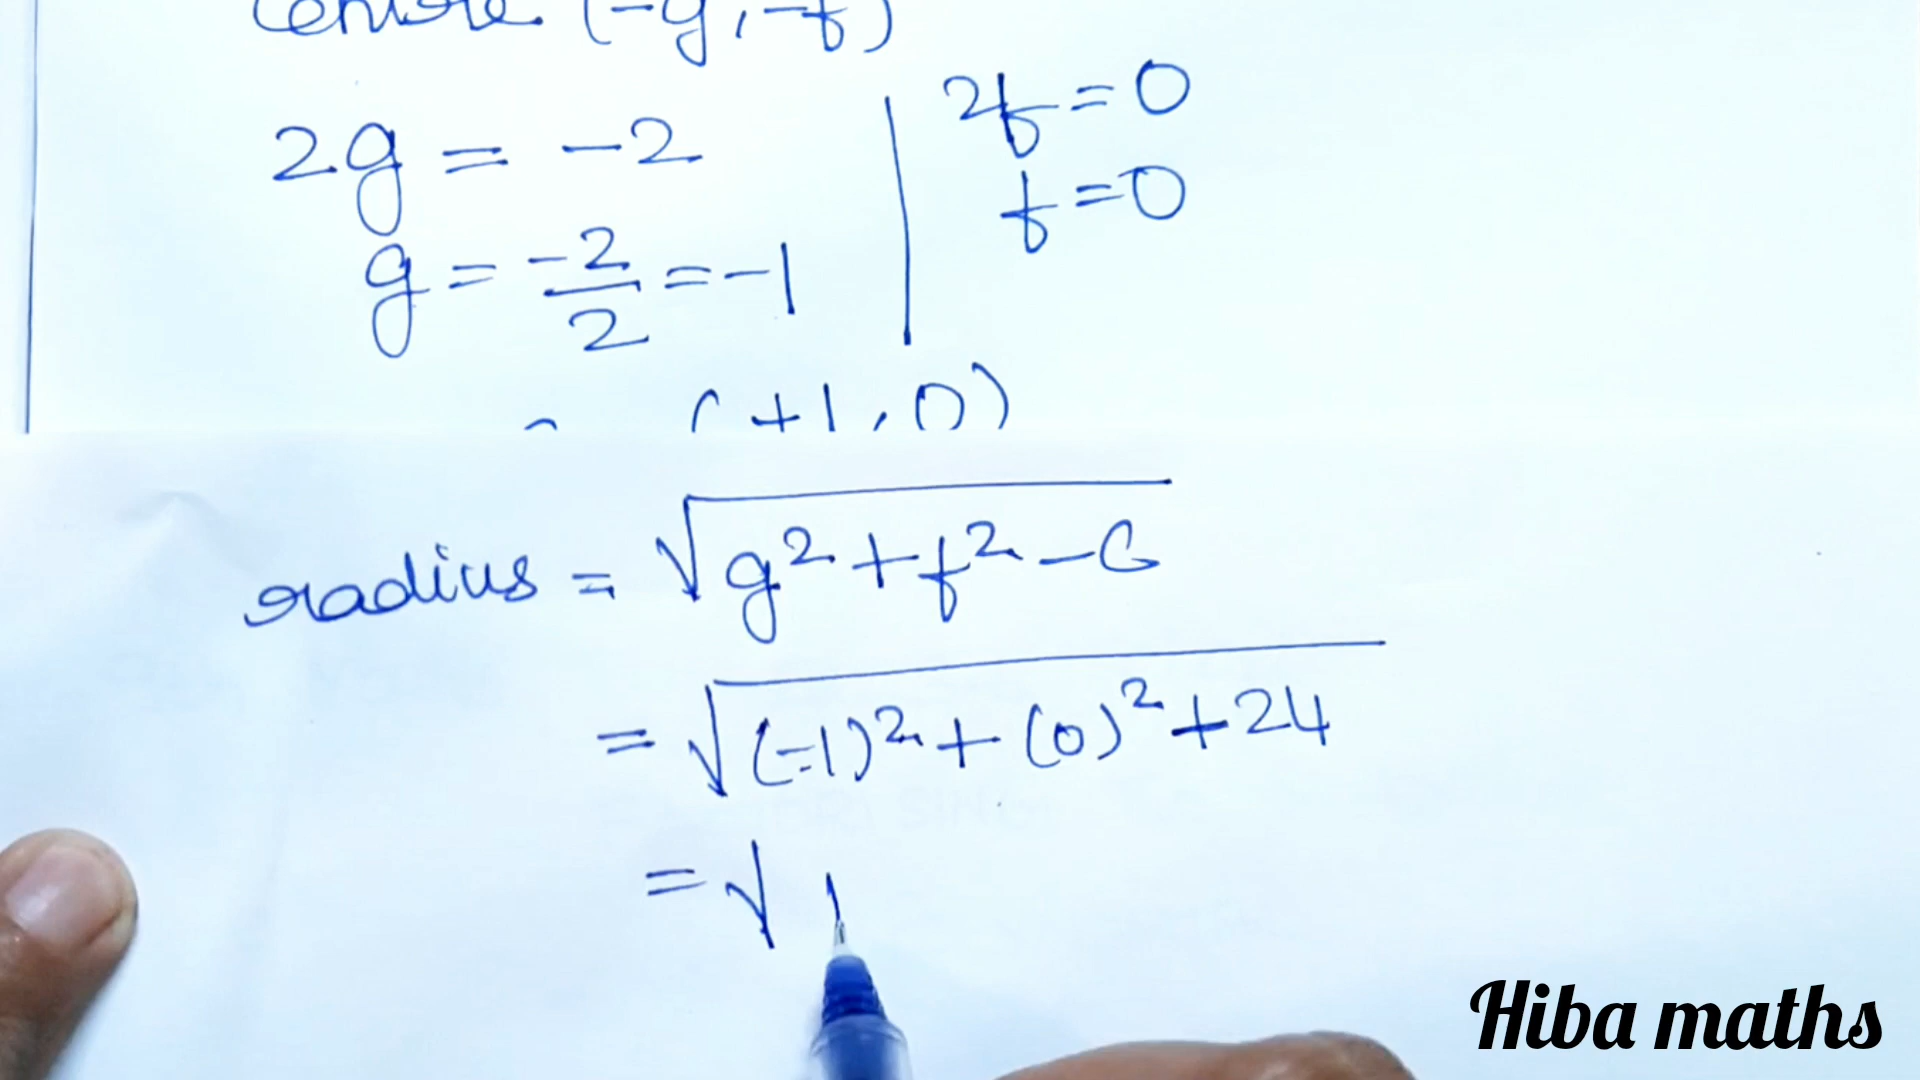 Centre (-g, -f)
2g = -2
g = -2/2 = -1
2f = 0
f = 0
(+1, 0)
radius = √(g² + f² - c)
= √((-1)² + (0)² + 24)
= √1
Hiba maths